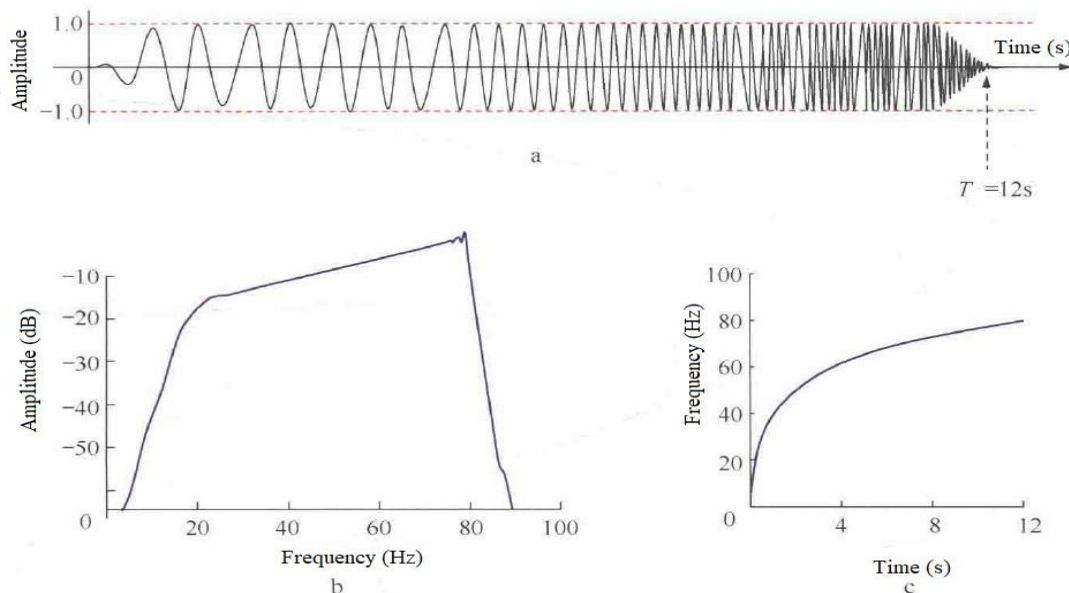 Amplitude
1.0
0
−1.0
Time (s)
a
T =12s
Amplitude (dB)
−10
−20
−30
−40
−50
0
20
40
60
80
100
Frequency (Hz)
b
Frequency (Hz)
100
80
60
40
20
0
4
8
12
Time (s)
c